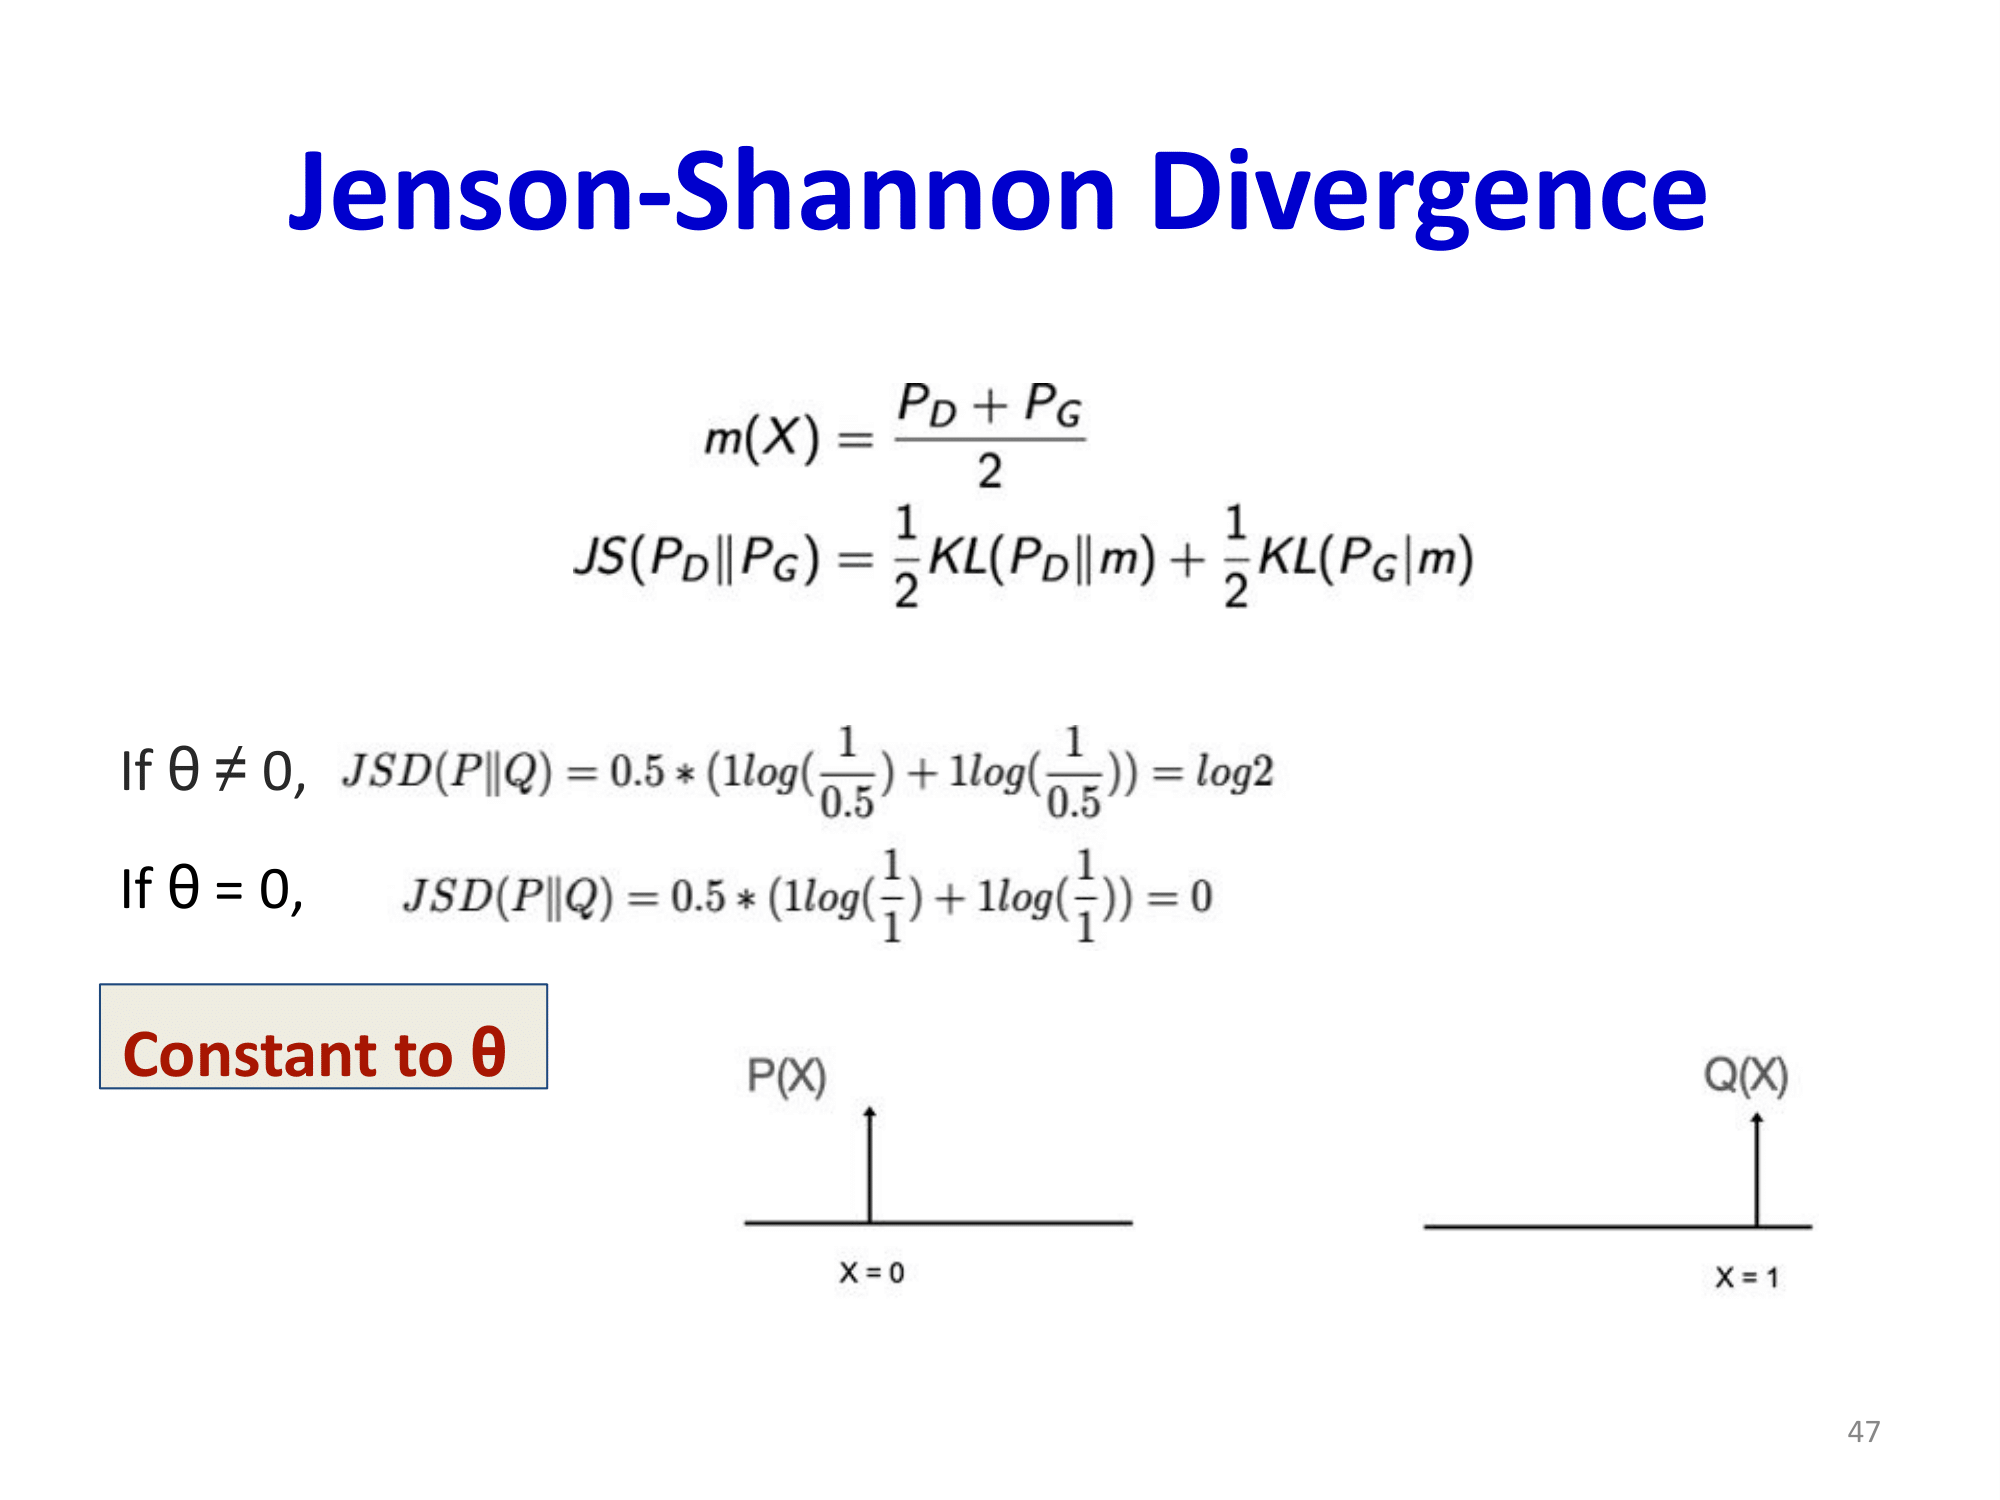 Jenson-Shannon Divergence
m(X) = \frac{P_D + P_G}{2}
JS(P_D‖P_G) = \frac{1}{2}KL(P_D‖m) + \frac{1}{2}KL(P_G|m)
If θ ≠ 0, JSD(P‖Q) = 0.5 * (1log(\frac{1}{0.5}) + 1log(\frac{1}{0.5})) = log2
If θ = 0, JSD(P‖Q) = 0.5 * (1log(\frac{1}{1}) + 1log(\frac{1}{1})) = 0
Constant to θ
P(X)
Q(X)
X = 0
X = 1
47